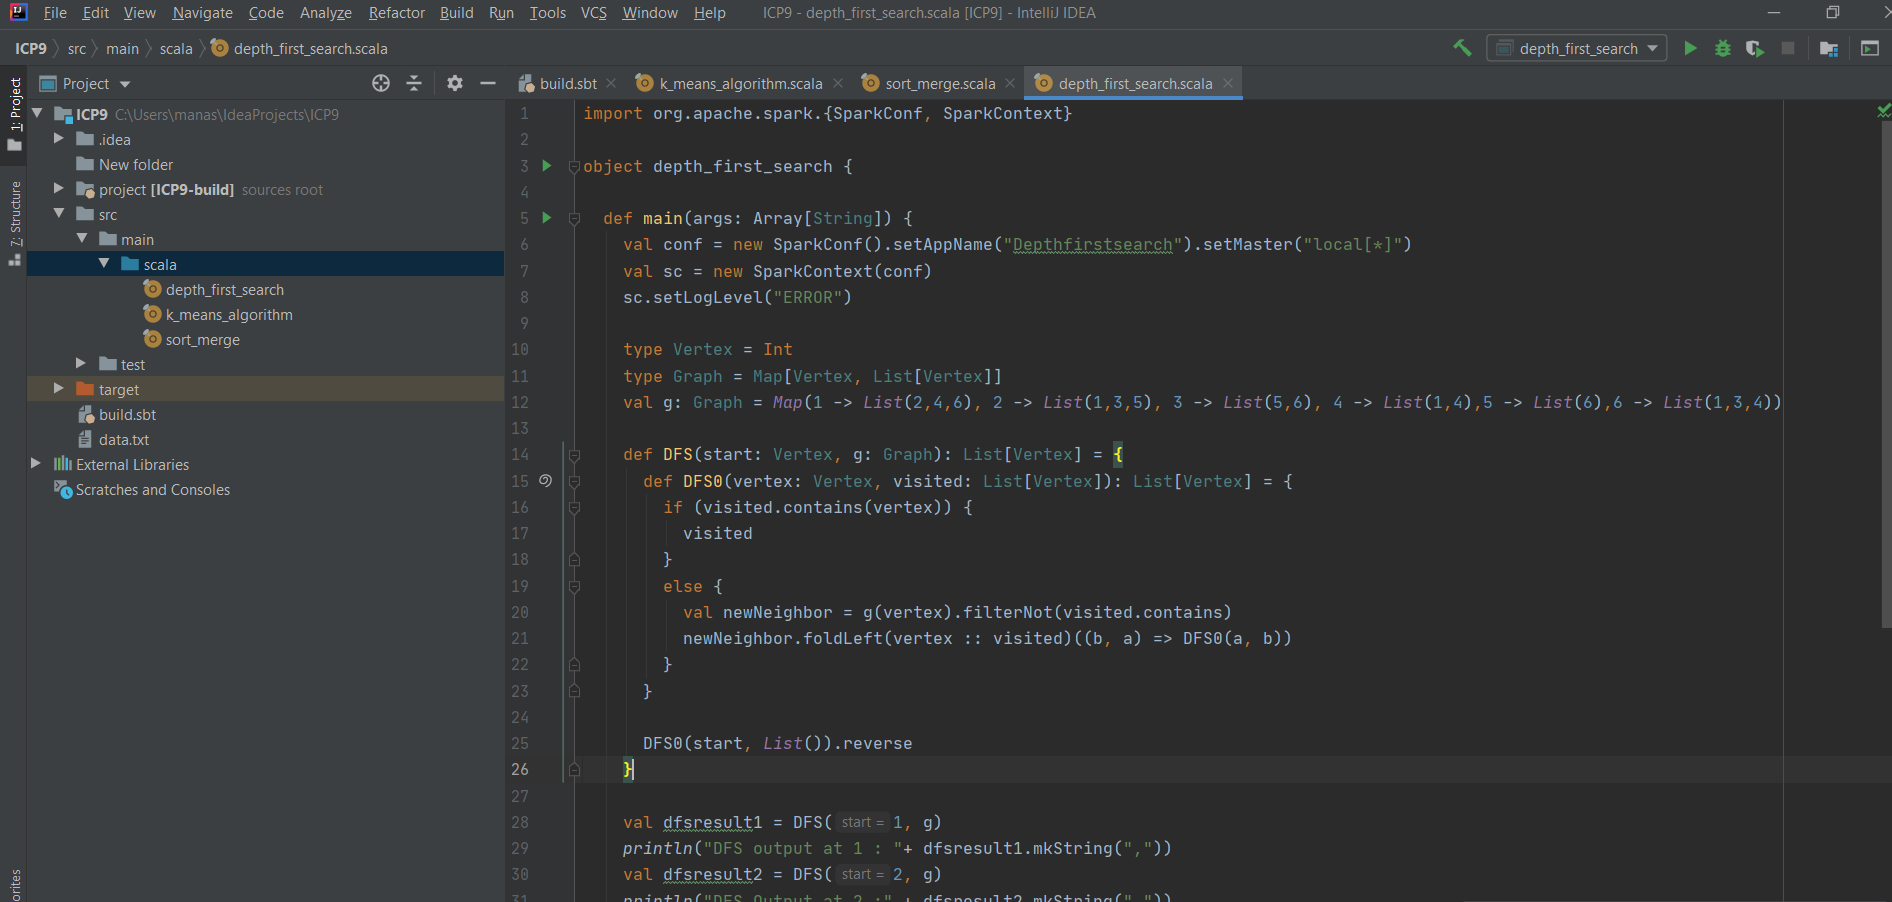 File Edit View Navigate Code Analyze Refactor Build Run Tools VCS Window Help ICP9 - depth_first_search.scala [ICP9] - IntelliJ IDEA
ICP9 src main scala depth_first_search.scala depth_first_search
Project build.sbt k_means_algorithm.scala sort_merge.scala depth_first_search.scala
1: Project
Z: Structure
ICP9 C:\Users\manas\IdeaProjects\ICP9
.idea
New folder
project [ICP9-build] sources root
src
main
scala
depth_first_search
k_means_algorithm
sort_merge
test
target
build.sbt
data.txt
External Libraries
Scratches and Consoles
1 import org.apache.spark.{SparkConf, SparkContext}
2
3 object depth_first_search {
4
5 def main(args: Array[String]) {
6 val conf = new SparkConf().setAppName("Depthfirstsearch").setMaster("local[*]")
7 val sc = new SparkContext(conf)
8 sc.setLogLevel("ERROR")
9
10 type Vertex = Int
11 type Graph = Map[Vertex, List[Vertex]]
12 val g: Graph = Map(1 -> List(2,4,6), 2 -> List(1,3,5), 3 -> List(5,6), 4 -> List(1,4),5 -> List(6),6 -> List(1,3,4))
13
14 def DFS(start: Vertex, g: Graph): List[Vertex] = {
15 def DFS0(vertex: Vertex, visited: List[Vertex]): List[Vertex] = {
16 if (visited.contains(vertex)) {
17 visited
18 }
19 else {
20 val newNeighbor = g(vertex).filterNot(visited.contains)
21 newNeighbor.foldLeft(vertex :: visited)((b, a) => DFS0(a, b))
22 }
23 }
24
25 DFS0(start, List()).reverse
26 }
27
28 val dfsresult1 = DFS( start = 1, g)
29 println("DFS output at 1 : "+ dfsresult1.mkString(","))
30 val dfsresult2 = DFS( start = 2, g)
31 println("DFS Output at 2 :" + dfsresult2.mkString(","))